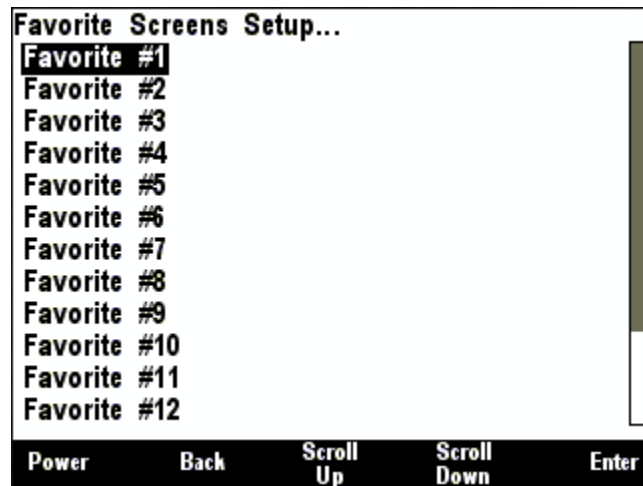 Favorite Screens Setup...
Favorite #1
Favorite #2
Favorite #3
Favorite #4
Favorite #5
Favorite #6
Favorite #7
Favorite #8
Favorite #9
Favorite #10
Favorite #11
Favorite #12
Power Back Scroll Up Scroll Down Enter